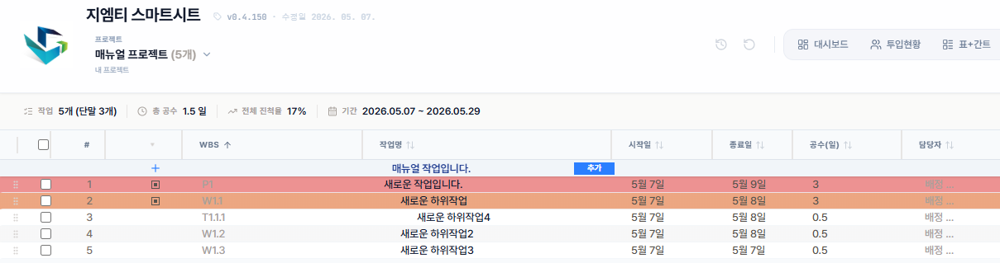 지엠티 스마트시트 v0.4.150 · 수정일 2026. 05. 07.
프로젝트
매뉴얼 프로젝트 (5개)
내 프로젝트
대시보드 투입현황 표+간트
작업 5개 (단말 3개) 총 공수 1.5 일 전체 진척율 17% 기간 2026.05.07 ~ 2026.05.29
# WBS 작업명 시작일 종료일 공수(일) 담당자
+ 매뉴얼 작업입니다. 추가
1 P1 새로운 작업입니다. 5월 7일 5월 9일 3 배정 ...
2 W1.1 새로운 하위작업 5월 7일 5월 8일 3 배정 ...
3 T1.1.1 새로운 하위작업4 5월 7일 5월 8일 0.5 배정 ...
4 W1.2 새로운 하위작업2 5월 7일 5월 8일 0.5 배정 ...
5 W1.3 새로운 하위작업3 5월 7일 5월 7일 0.5 배정 ...